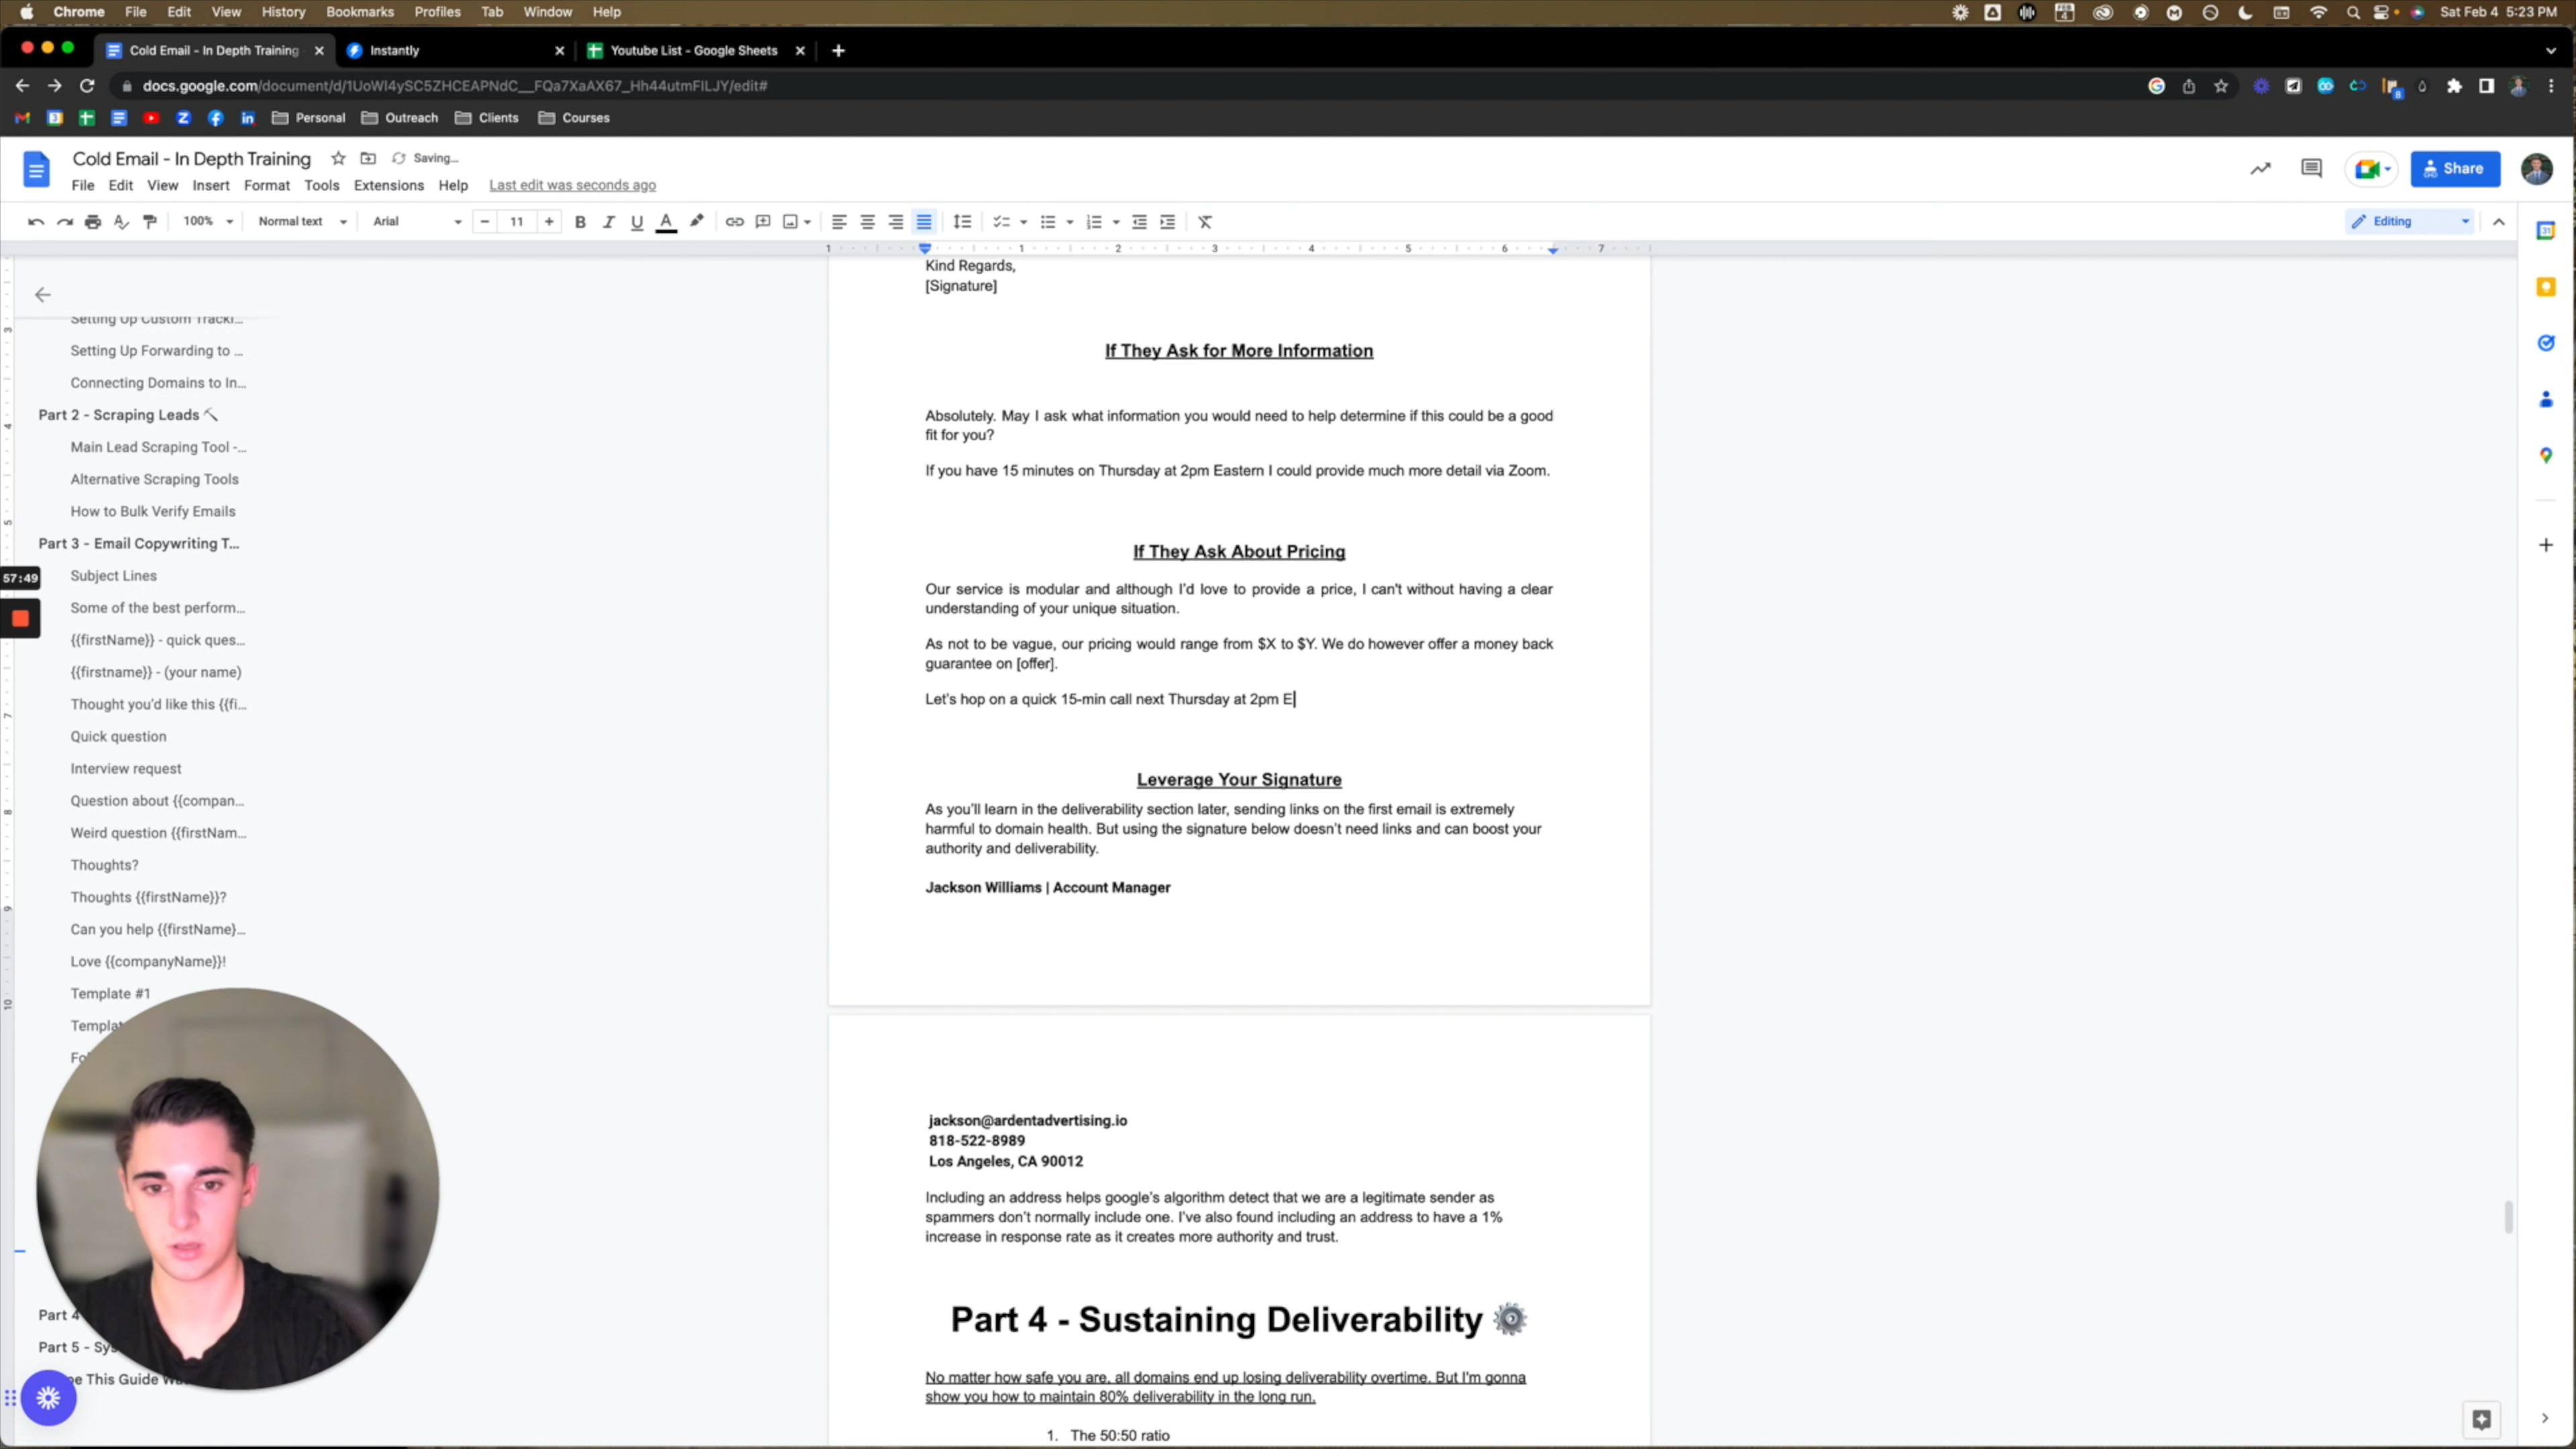 Chrome File Edit View History Bookmarks Profiles Tab Window Help
FEB
4
Sat Feb 4 5:23 PM
Cold Email - In Depth Training
Instantly
Youtube List - Google Sheets
docs.google.com/document/d/1UoWl4ySC5ZHCEAPNdC__FQa7XaAX67_Hh44utmFlLJY/edit#
Personal Outreach Clients Courses
Cold Email - In Depth Training Saving…
File Edit View Insert Format Tools Extensions Help Last edit was seconds ago
Share
100% Normal text Arial 11 Editing
1 1 2 3 4 5 6 7
Setting Up Custom Tracki...
Setting Up Forwarding to ...
Connecting Domains to In...
Part 2 - Scraping Leads ⛏
Main Lead Scraping Tool -...
Alternative Scraping Tools
How to Bulk Verify Emails
Part 3 - Email Copywriting T...
57:49
Subject Lines
Some of the best perform...
{{firstName}} - quick ques...
{{firstname}} - (your name)
Thought you'd like this {{fi...
Quick question
Interview request
Question about {{compan...
Weird question {{firstNam...
Thoughts?
Thoughts {{firstName}}?
Can you help {{firstName}...
Love {{companyName}}!
Template #1
Part 4
Kind Regards,
[Signature]
If They Ask for More Information
Absolutely. May I ask what information you would need to help determine if this could be a good
fit for you?
If you have 15 minutes on Thursday at 2pm Eastern I could provide much more detail via Zoom.
If They Ask About Pricing
Our service is modular and although I'd love to provide a price, I can't without having a clear
understanding of your unique situation.
As not to be vague, our pricing would range from $X to $Y. We do however offer a money back
guarantee on [offer].
Let's hop on a quick 15-min call next Thursday at 2pm E
Leverage Your Signature
As you'll learn in the deliverability section later, sending links on the first email is extremely
harmful to domain health. But using the signature below doesn't need links and can boost your
authority and deliverability.
Jackson Williams | Account Manager
jackson@ardentadvertising.io
818-522-8989
Los Angeles, CA 90012
Including an address helps google's algorithm detect that we are a legitimate sender as
spammers don't normally include one. I've also found including an address to have a 1%
increase in response rate as it creates more authority and trust.
Part 4 - Sustaining Deliverability ⚙️
No matter how safe you are, all domains end up losing deliverability overtime. But I'm gonna
show you how to maintain 80% deliverability in the long run.
1. The 50:50 ratio